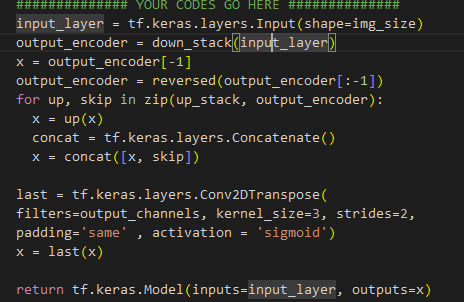 ############## YOUR CODES GO HERE ##############
input_layer = tf.keras.layers.Input(shape=img_size)
output_encoder = down_stack(input_layer)
x = output_encoder[-1]
output_encoder = reversed(output_encoder[:-1])
for up, skip in zip(up_stack, output_encoder):
  x = up(x)
  concat = tf.keras.layers.Concatenate()
  x = concat([x, skip])

last = tf.keras.layers.Conv2DTranspose(
filters=output_channels, kernel_size=3, strides=2,
padding='same' , activation = 'sigmoid')
x = last(x)

return tf.keras.Model(inputs=input_layer, outputs=x)